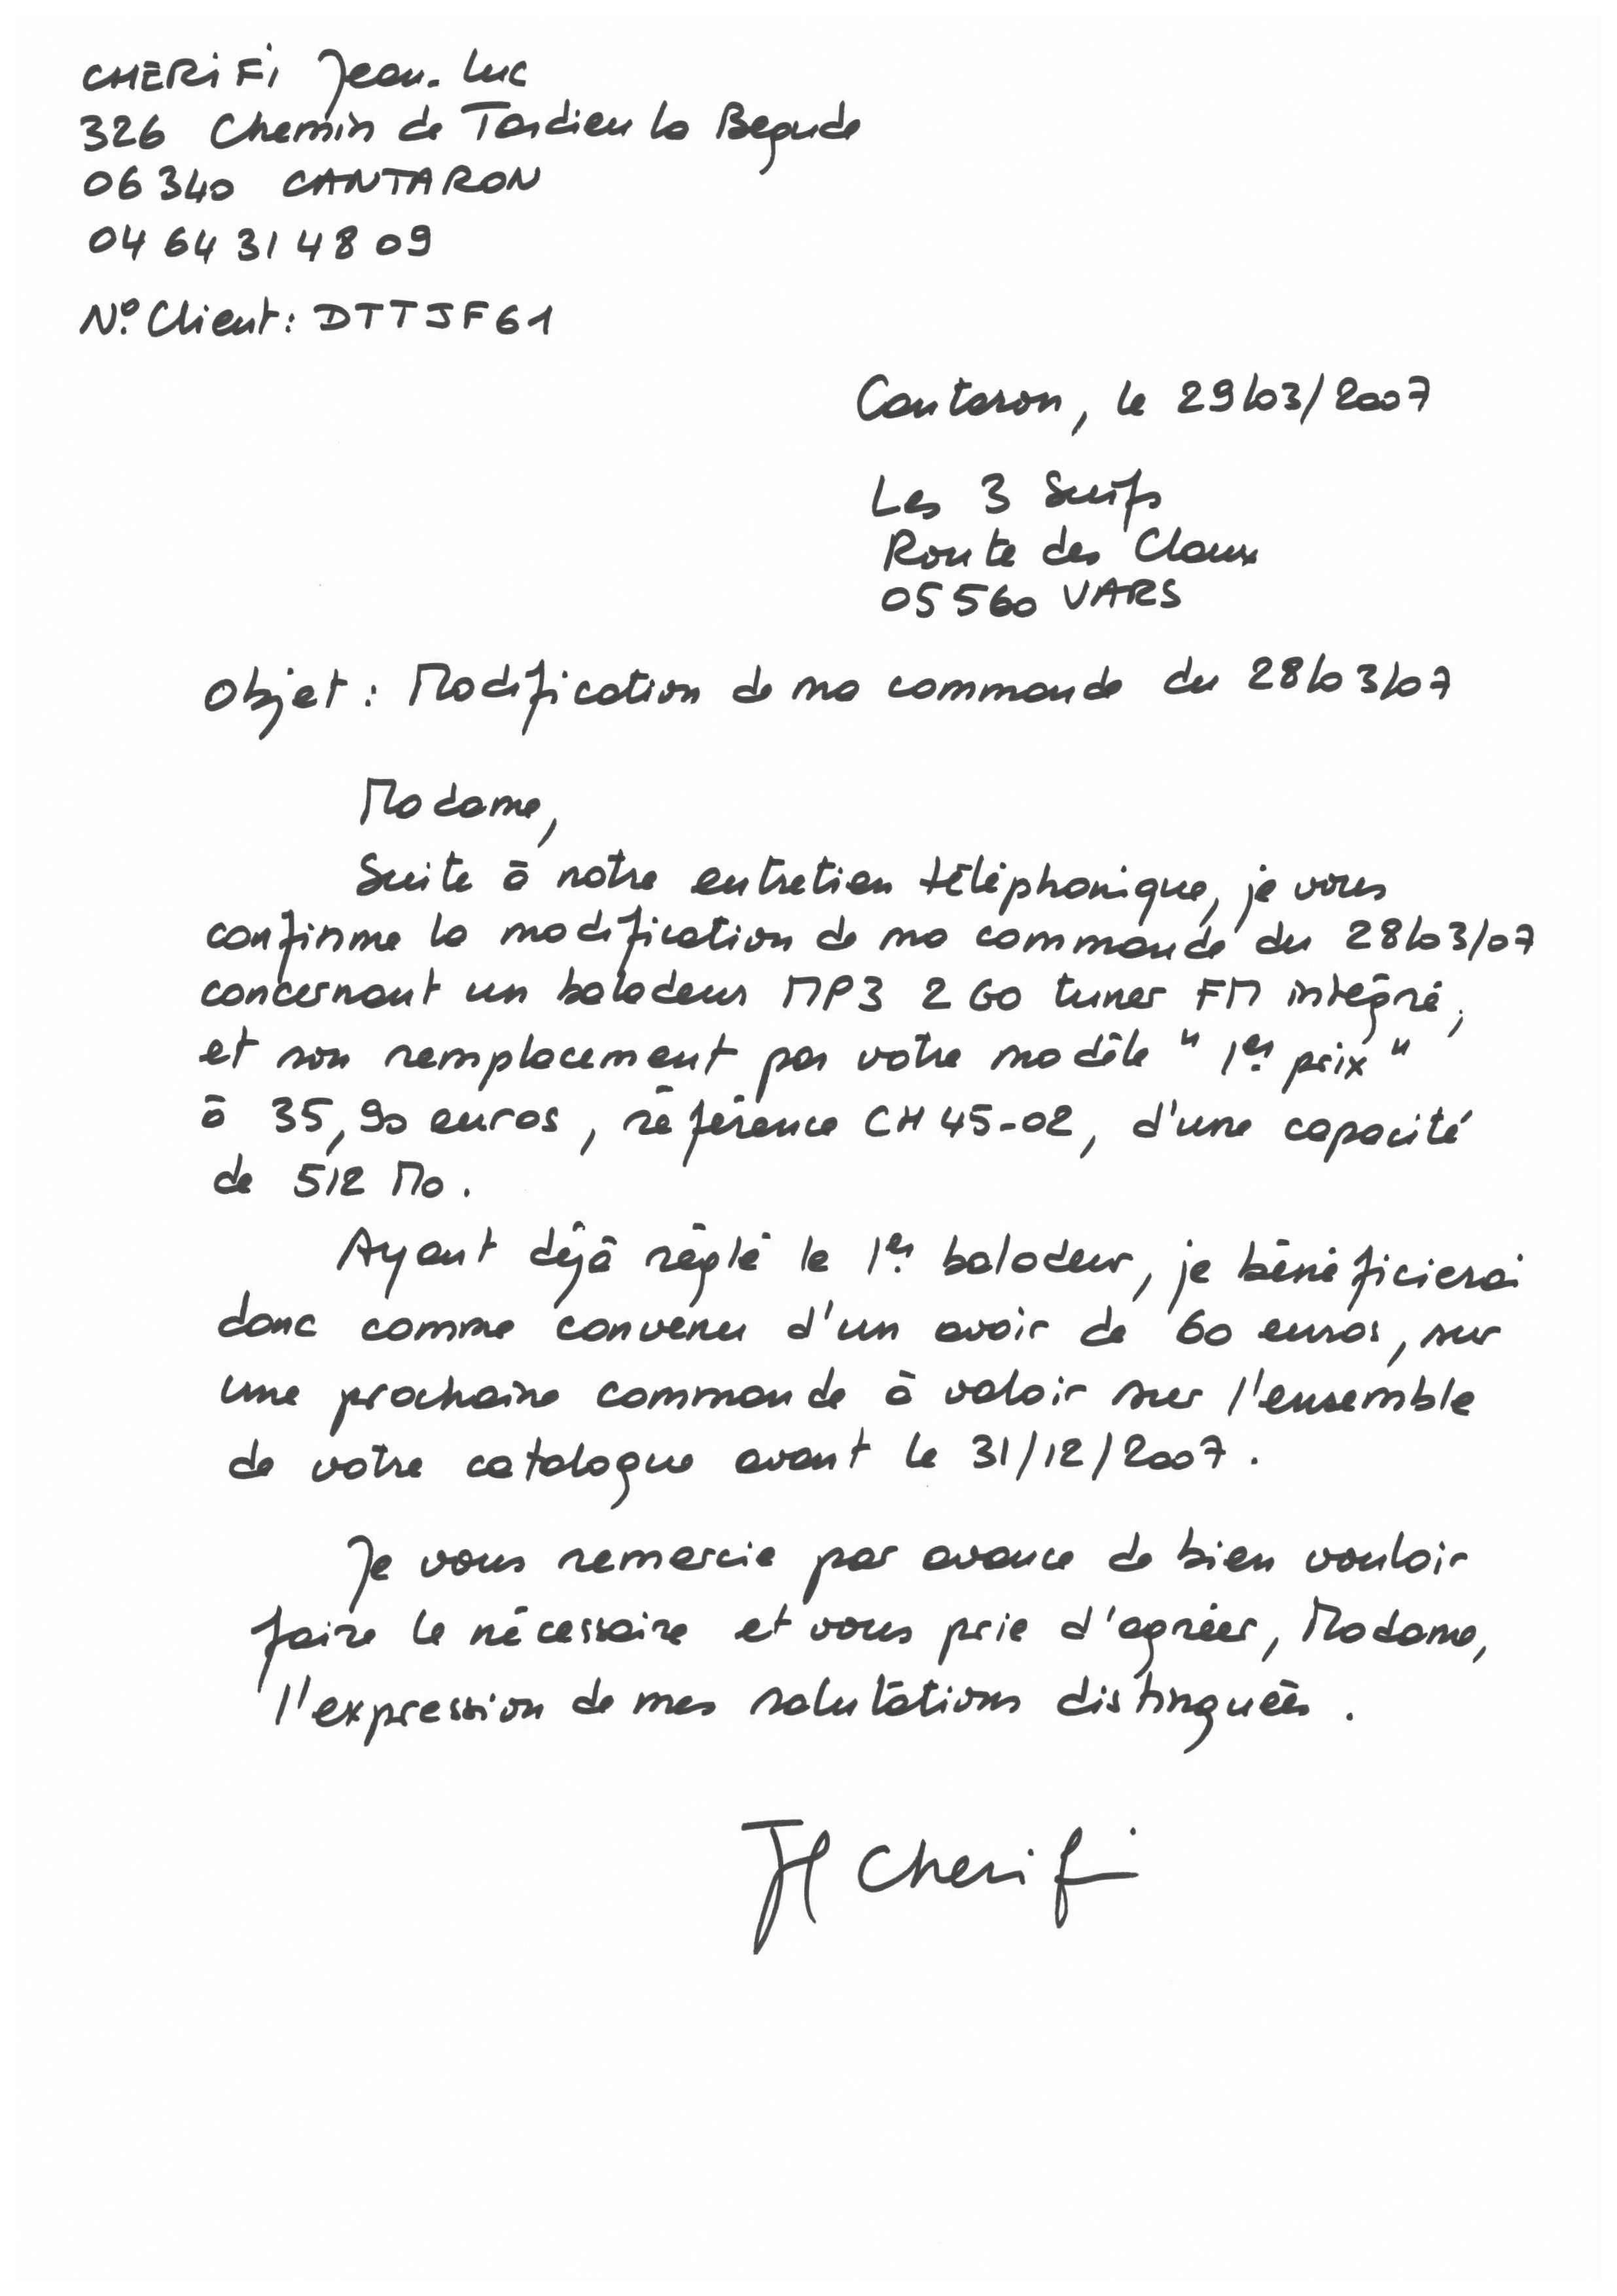 CHERIFI Jean-Luc
326 Chemin de Tardieu la Begude
06340 CANTARON
04 64 31 48 09
N° Client : DTTJF61
Cantaron, le 29/03/2007
Les 3 Suifs
Route des Claux
05560 VARS
Objet : Modification de ma commande du 28/03/07
Madame,
Suite à notre entretien téléphonique, je vous
confirme la modification de ma commande du 28/03/07
concernant un baladeur MP3 2 Go tuner FM intégré,
et son remplacement par votre modèle " 1er prix "
à 35,90 euros, référence CH45-02, d'une capacité
de 512 Mo.
Ayant déjà réglé le 1er baladeur, je bénéficierai
donc comme convenu d'un avoir de 60 euros, sur
une prochaine commande à valoir sur l'ensemble
de votre catalogue avant le 31/12/2007.
Je vous remercie par avance de bien vouloir
faire le nécessaire et vous prie d'agréer, Madame,
l'expression de mes salutations distinguées.
JL Cherifi